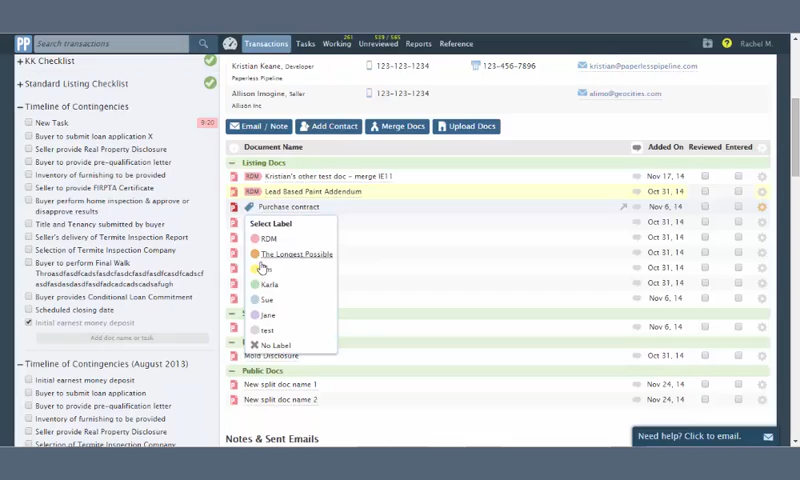 PP Search transactions Transactions Tasks Working 261 Unreviewed 559 / 565 Reports Reference ? Rachel M.
KK Checklist
Standard Listing Checklist
Timeline of Contingencies
New Task 9-20
Buyer to submit loan application X
Seller provide Real Property Disclosure
Buyer to provide pre-qualification letter
Inventory of furnishing to be provided
Seller to provide FIRPTA Certificate
Buyer perform home inspection & approve or
disapprove results
Title and Tenancy submitted by buyer
Seller's delivery of Termite Inspection Report
Selection of Termite Inspection Company
Buyer to perform Final Walk
Buyer provides Conditional Loan Commitment
Scheduled closing date
Initial earnest money deposit
Add doc name or task
Timeline of Contingencies (August 2013)
Initial earnest money deposit
Buyer to submit loan application
Buyer to provide pre-qualification letter
Inventory of furnishing to be provided
Seller provide Real Property Disclosure
Selection of Termite Inspection Company
Kristian Keane, Developer 123-123-1234 123-456-7896 kristian@paperlesspipeline.com
Paperless Pipeline
Allison Imogine, Seller 123-123-1234 alimo@geocities.com
Allison Inc
Email / Note Add Contact Merge Docs Upload Docs
Document Name Added On Reviewed Entered
Listing Docs
RDM Kristian's other test doc - merge IE11 Nov 17, 14
RDM Lead Based Paint Addendum Oct 31, 14
Purchase contract Nov 6, 14
Oct 31, 14
Oct 31, 14
Oct 31, 14
Oct 31, 14
Oct 31, 14
Nov 6, 14
Nov 6, 14
Select Label
RDM
The Longest Possible
Karla
Sue
Jane
test
No Label
Mold Disclosure Oct 31, 14
Public Docs
New split doc name 1 Nov 24, 14
New split doc name 2 Nov 24, 14
Notes & Sent Emails
Need help? Click to email.